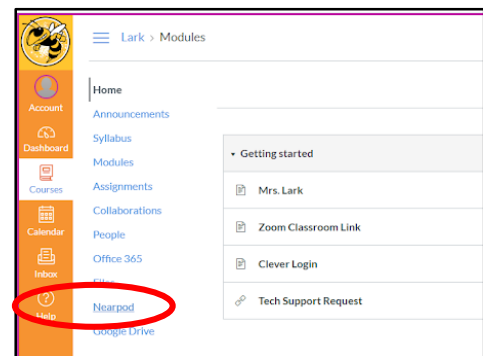 Lark > Modules
Account
Dashboard
Courses
Calendar
Inbox
Help
Home
Announcements
Syllabus
Modules
Assignments
Collaborations
People
Office 365
Files
Nearpod
Google Drive
Getting started
Mrs. Lark
Zoom Classroom Link
Clever Login
Tech Support Request